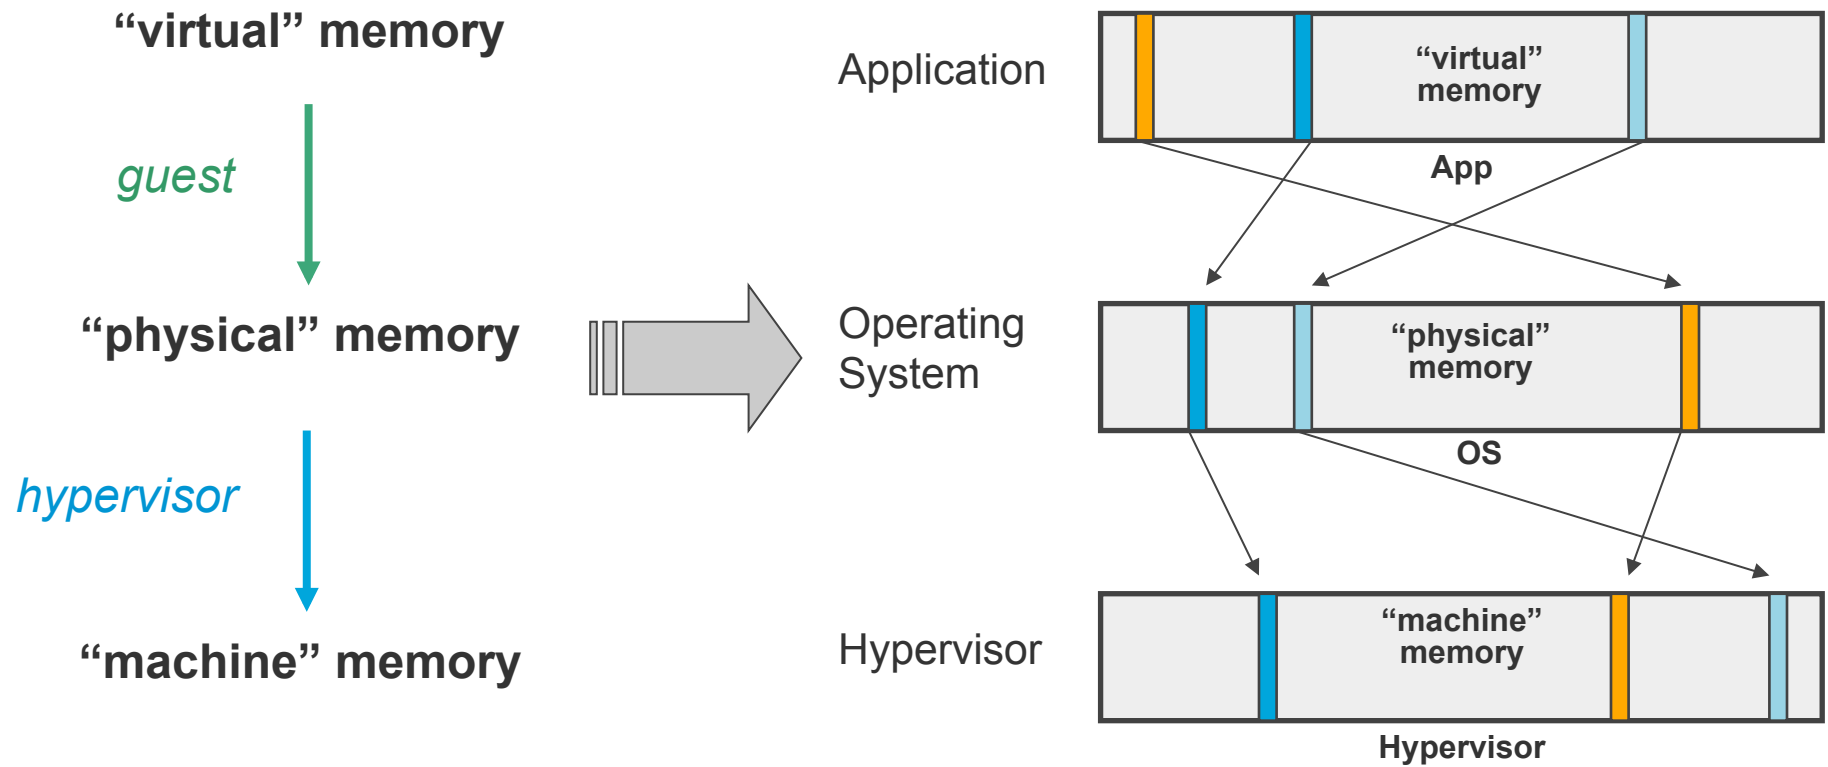 “virtual” memory
guest
“physical” memory
hypervisor
“machine” memory
Application
“virtual”
memory
App
Operating
System
“physical”
memory
OS
Hypervisor
“machine”
memory
Hypervisor